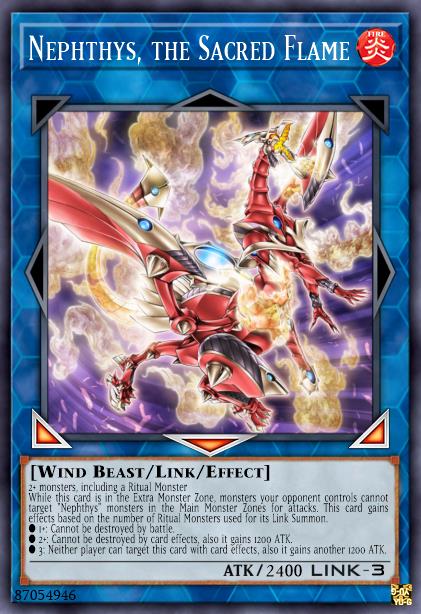 Nephthys, the Sacred Flame
FIRE
炎
[Wind Beast/Link/Effect]
2+ monsters, including a Ritual Monster
While this card is in the Extra Monster Zone, monsters your opponent controls cannot
target "Nephthys" monsters in the Main Monster Zones for attacks. This card gains
effects based on the number of Ritual Monsters used for its Link Summon.
● 1+: Cannot be destroyed by battle.
● 2+: Cannot be destroyed by card effects, also it gains 1200 ATK.
● 3: Neither player can target this card with card effects, also it gains another 1200 ATK.
ATK/2400 LINK-3
87054946